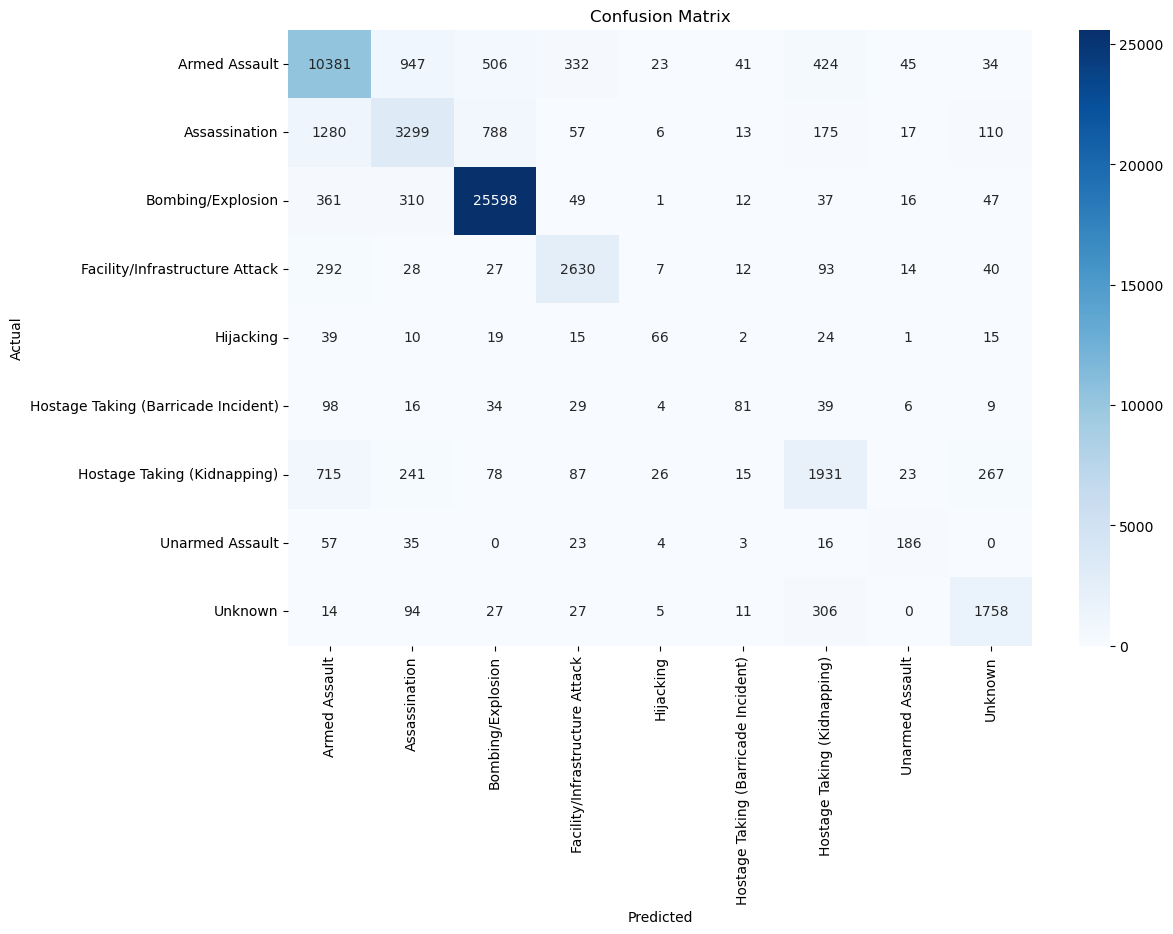 Confusion Matrix
Armed Assault 10381 947 506 332 23 41 424 45 34
Assassination 1280 3299 788 57 6 13 175 17 110
Bombing/Explosion 361 310 25598 49 1 12 37 16 47
Facility/Infrastructure Attack 292 28 27 2630 7 12 93 14 40
Hijacking 39 10 19 15 66 2 24 1 15
Hostage Taking (Barricade Incident) 98 16 34 29 4 81 39 6 9
Hostage Taking (Kidnapping) 715 241 78 87 26 15 1931 23 267
Unarmed Assault 57 35 0 23 4 3 16 186 0
Unknown 14 94 27 27 5 11 306 0 1758
Actual
Armed Assault
Assassination
Bombing/Explosion
Facility/Infrastructure Attack
Hijacking
Hostage Taking (Barricade Incident)
Hostage Taking (Kidnapping)
Unarmed Assault
Unknown
Predicted
25000
20000
15000
10000
5000
0